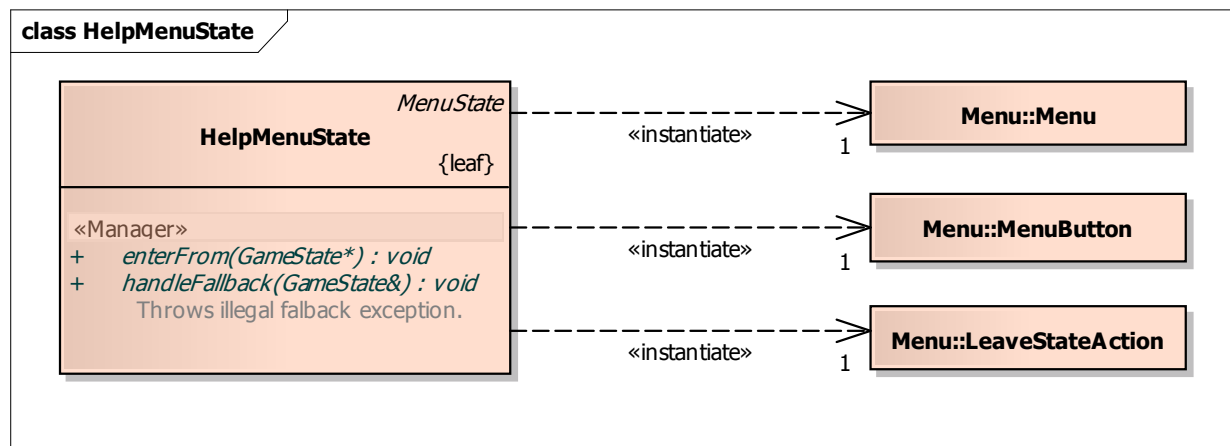 class HelpMenuState
MenuState
HelpMenuState
{leaf}
«Manager»
+ enterFrom(GameState*) : void
+ handleFallback(GameState&) : void
Throws illegal falback exception.
«instantiate»
1
Menu::Menu
«instantiate»
1
Menu::MenuButton
«instantiate»
1
Menu::LeaveStateAction